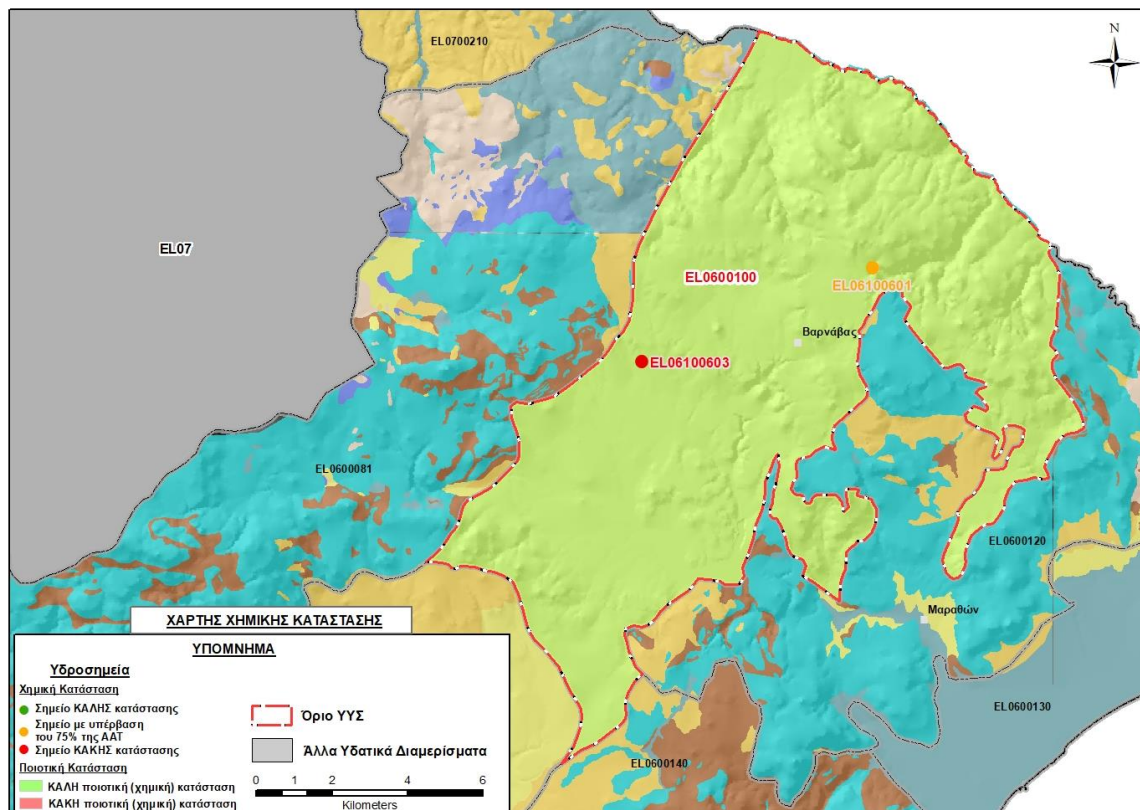 EL0700210
N
EL07
EL0600100
EL06100601
Βαρνάβας
EL06100603
EL0600081
EL0600120
Μαραθών
EL0600130
EL0600140
ΧΑΡΤΗΣ ΧΗΜΙΚΗΣ ΚΑΤΑΣΤΑΣΗΣ
ΥΠΟΜΝΗΜΑ
Υδροσημεία
Χημική Κατάσταση
Σημείο ΚΑΛΗΣ κατάστασης
Σημείο με υπέρβαση
του 75% της ΑΑΤ
Σημείο ΚΑΚΗΣ κατάστασης
Ποιοτική Κατάσταση
ΚΑΛΗ ποιοτική (χημική) κατάσταση
ΚΑΚΗ ποιοτική (χημική) κατάσταση
Όριο ΥΥΣ
Άλλα Υδατικά Διαμερίσματα
0 1 2 4 6
Kilometers